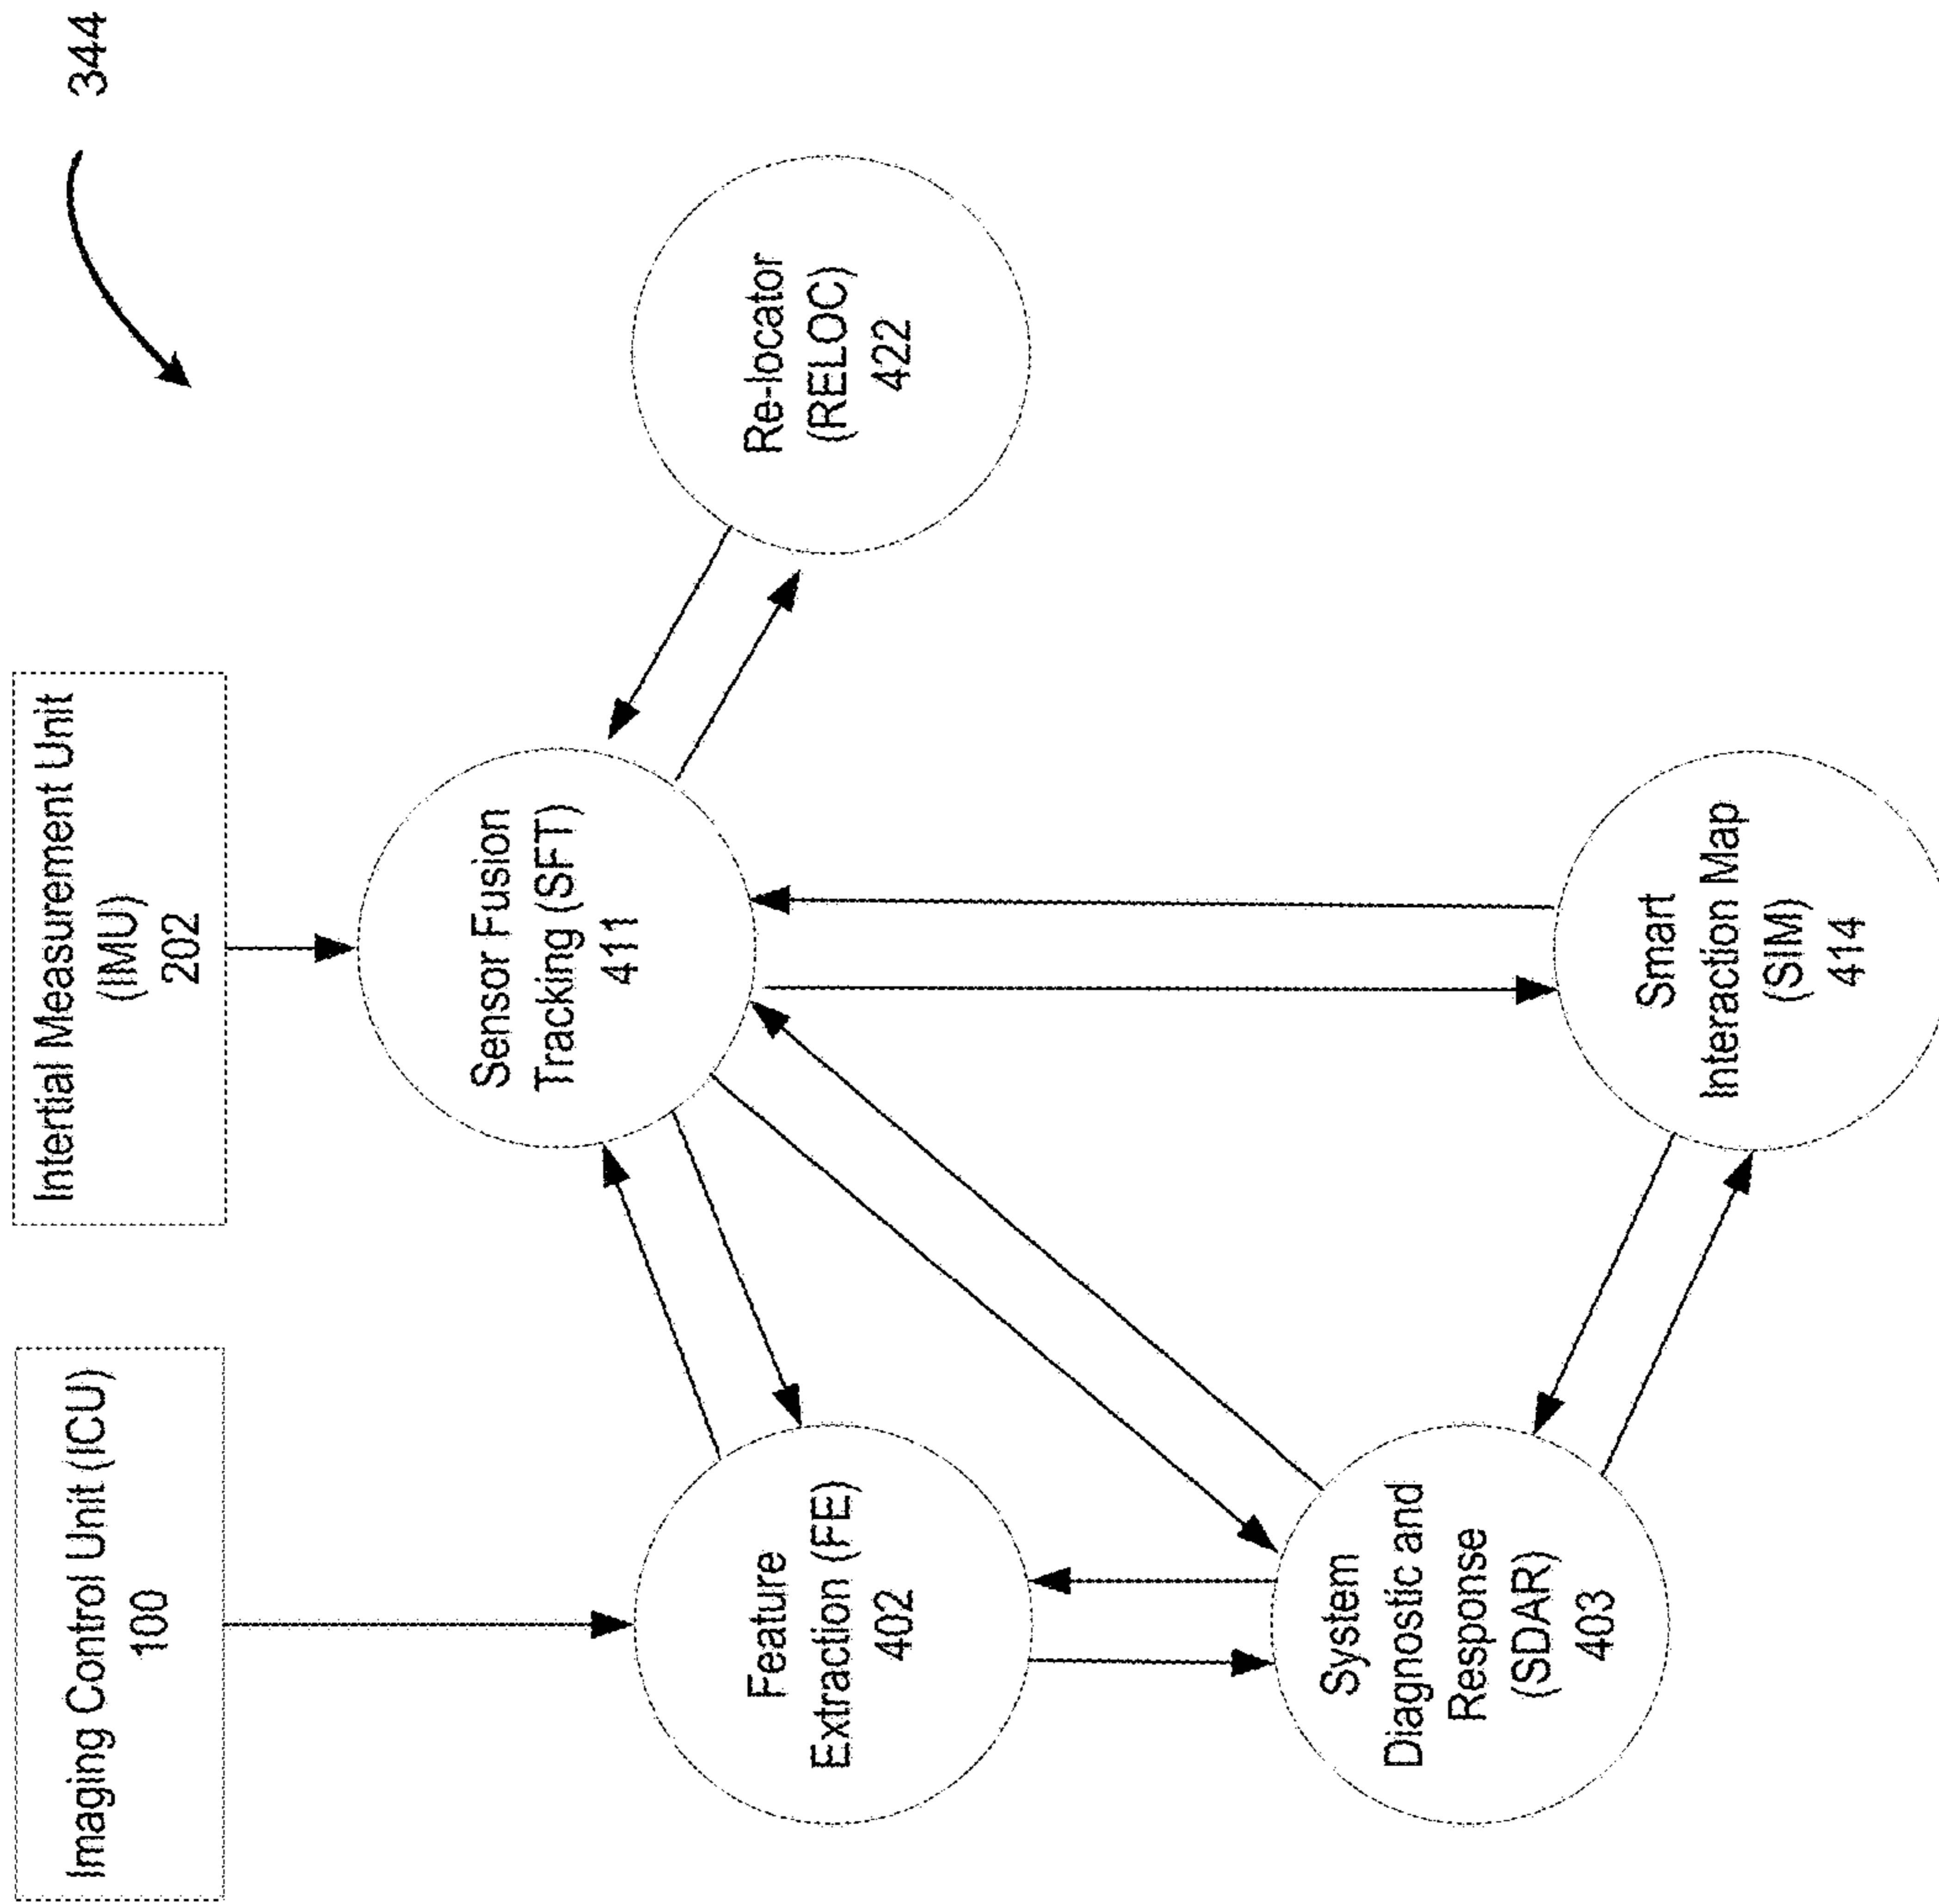 344
Imaging Control Unit (ICU)
100
Intertial Measurement Unit
(IMU)
202
Sensor Fusion
Tracking (SFT)
411
Feature
Extraction (FE)
402
Re-locator
(RELOC)
422
System
Diagnostic and
Response
(SDAR)
403
Smart
Interaction Map
(SIM)
414